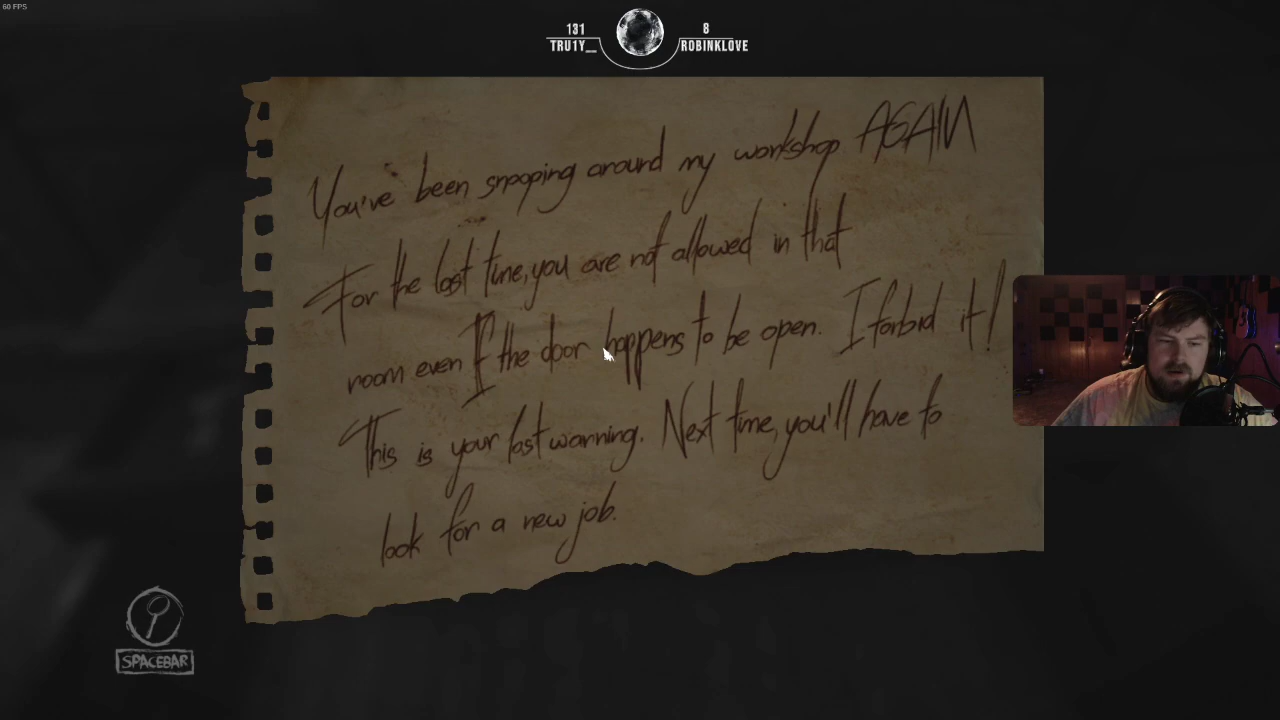 60 FPS
131
TRU1Y__
8
ROBINKLOVE
You've been snooping around my workshop AGAIN
For the last time, you are not allowed in that
room even If the door happens to be open. I forbid it!
This is your last warning. Next time, you'll have to
look for a new job.
SPACEBAR